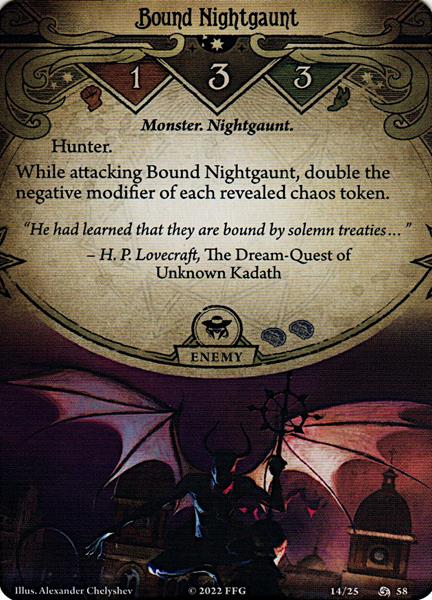 Bound Nightgaunt
1 3 3
Monster. Nightgaunt.
Hunter.
While attacking Bound Nightgaunt, double the
negative modifier of each revealed chaos token.
“He had learned that they are bound by solemn treaties…”
– H. P. Lovecraft, The Dream-Quest of
Unknown Kadath
ENEMY
Illus. Alexander Chelyshev © 2022 FFG 14/25 58